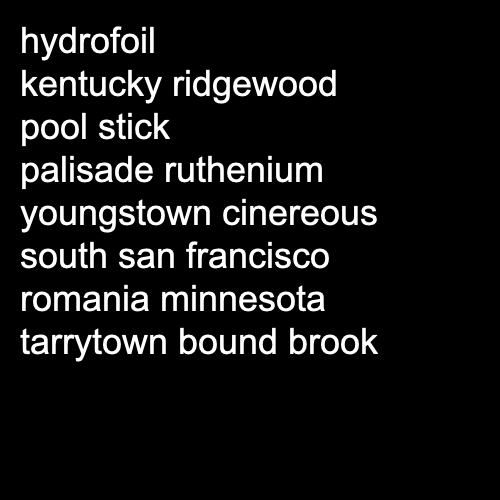 hydrofoil
kentucky ridgewood
pool stick
palisade ruthenium
youngstown cinereous
south san francisco
romania minnesota
tarrytown bound brook